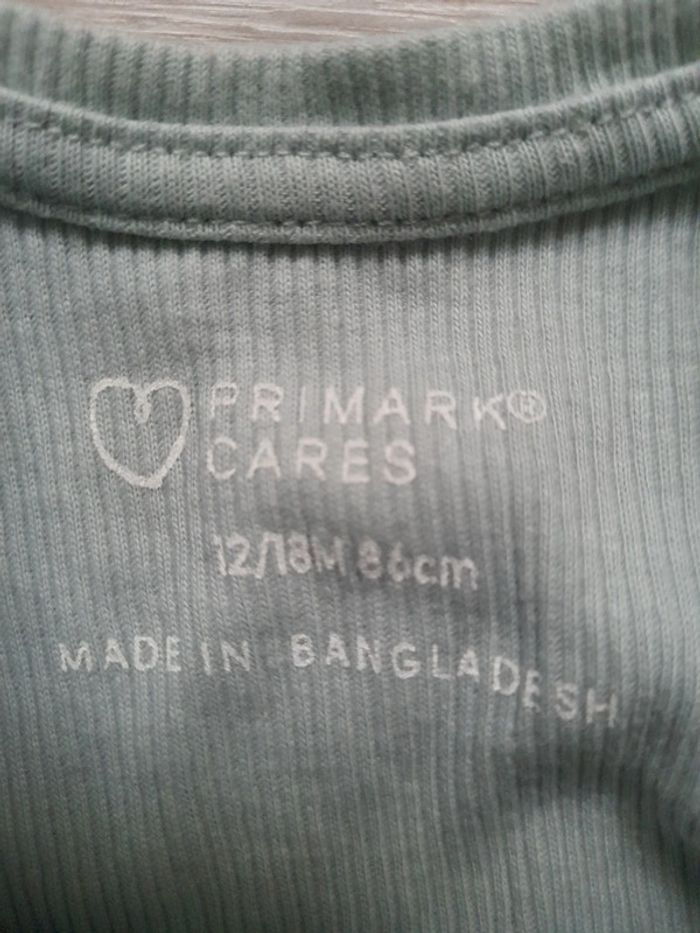 PRIMARK®
CARES
12/18M 86cm
MADE IN BANGLADESH